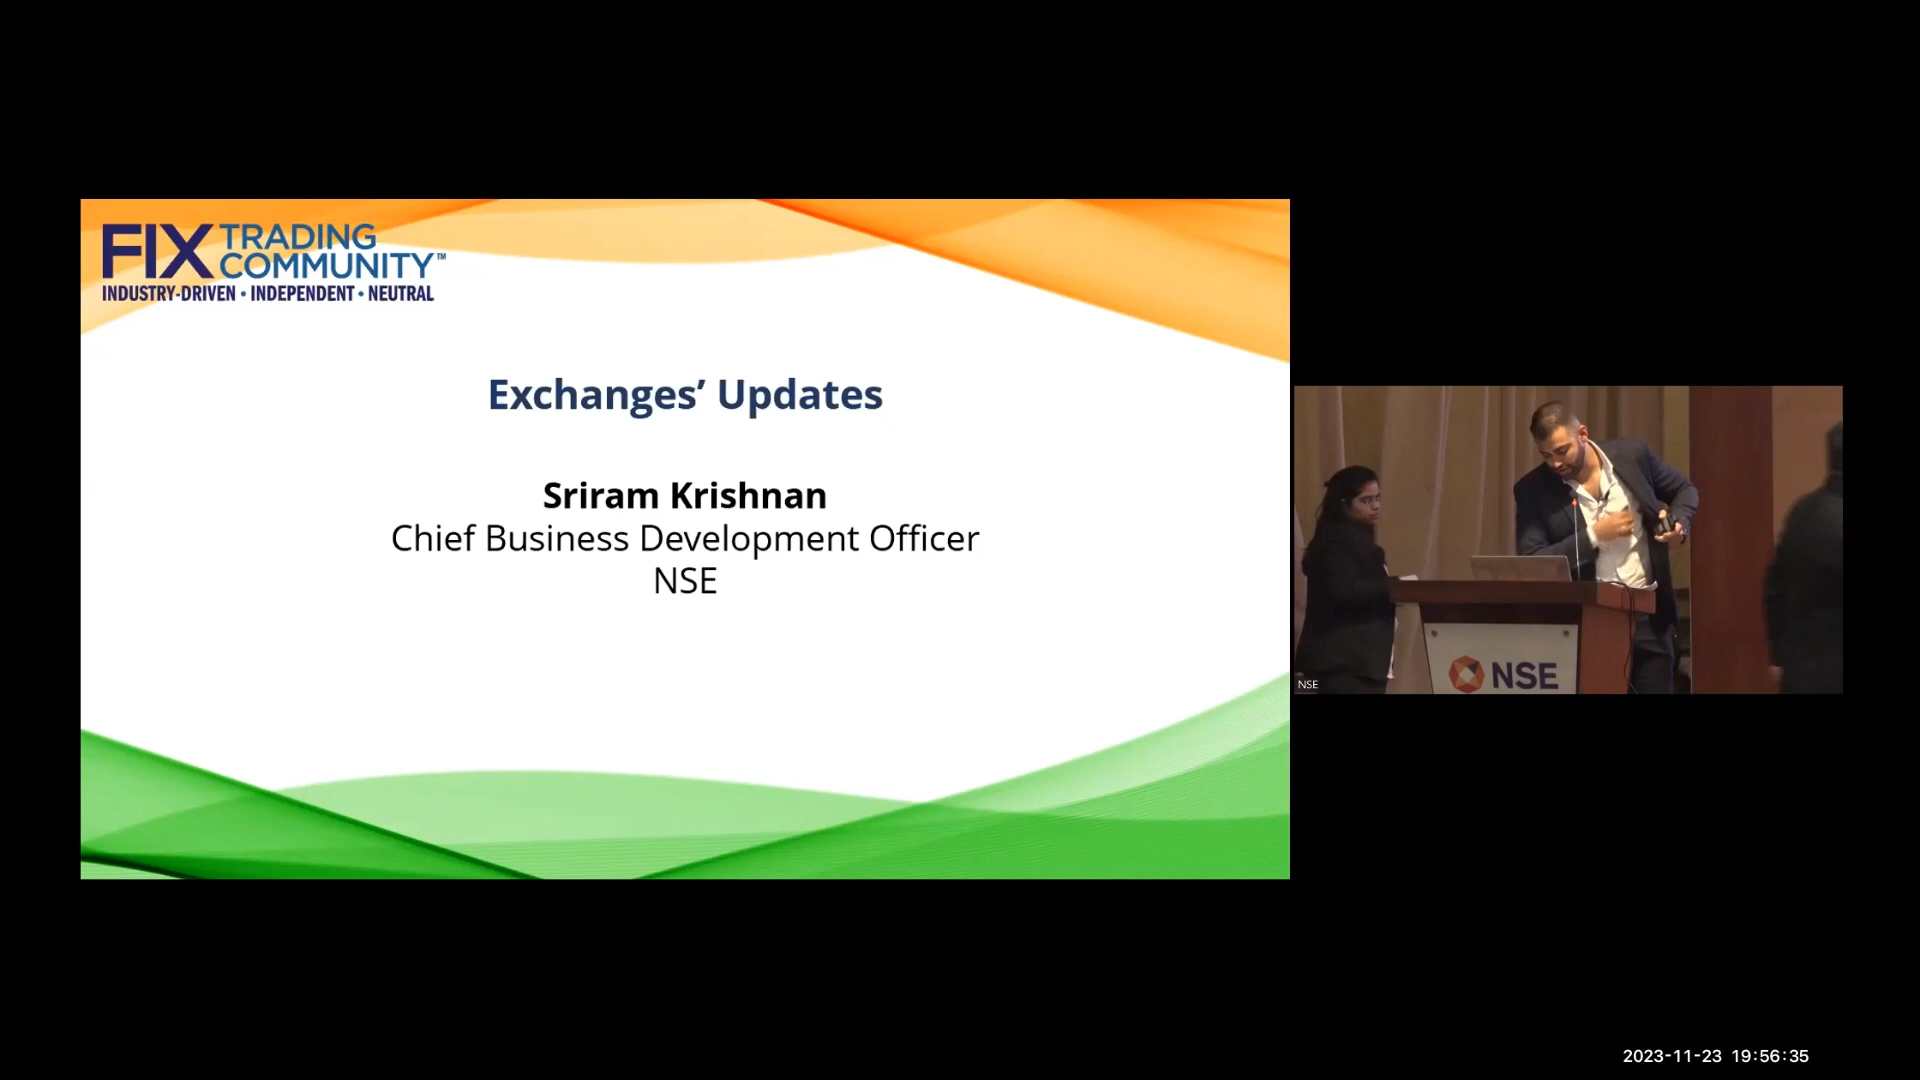 FIX TRADING
COMMUNITY™
INDUSTRY-DRIVEN • INDEPENDENT • NEUTRAL
Exchanges’ Updates
Sriram Krishnan
Chief Business Development Officer
NSE
NSE
NSE
2023-11-23 19:56:35